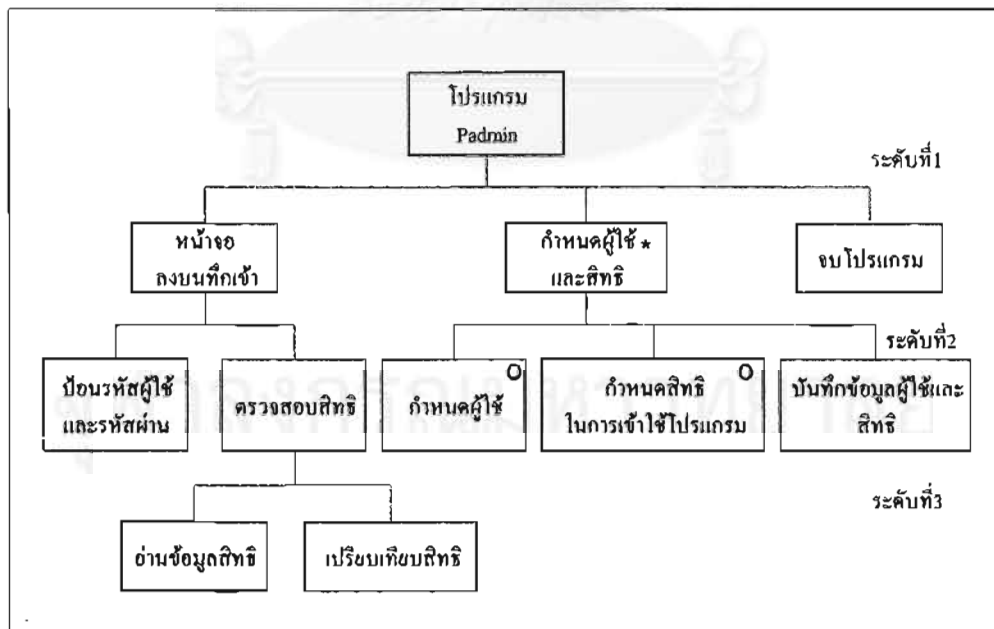 โปรแกรม
Padmin
ระดับที่1
หน้าจอ
ลงบนทึกเข้า
กำหนดผู้ใช้ *
และสิทธิ
จบโปรแกรม
ระดับที่2
ป้อนรหัสผู้ใช้
และรหัสผ่าน
ตรวจสอบสิทธิ
กำหนดผู้ใช้
O
กำหนดสิทธิ
ในการเข้าใช้โปรแกรม
O
บันทึกข้อมูลผู้ใช้และ
สิทธิ
ระดับที่3
อ่านข้อมูลสิทธิ
เปรียบเทียบสิทธิ